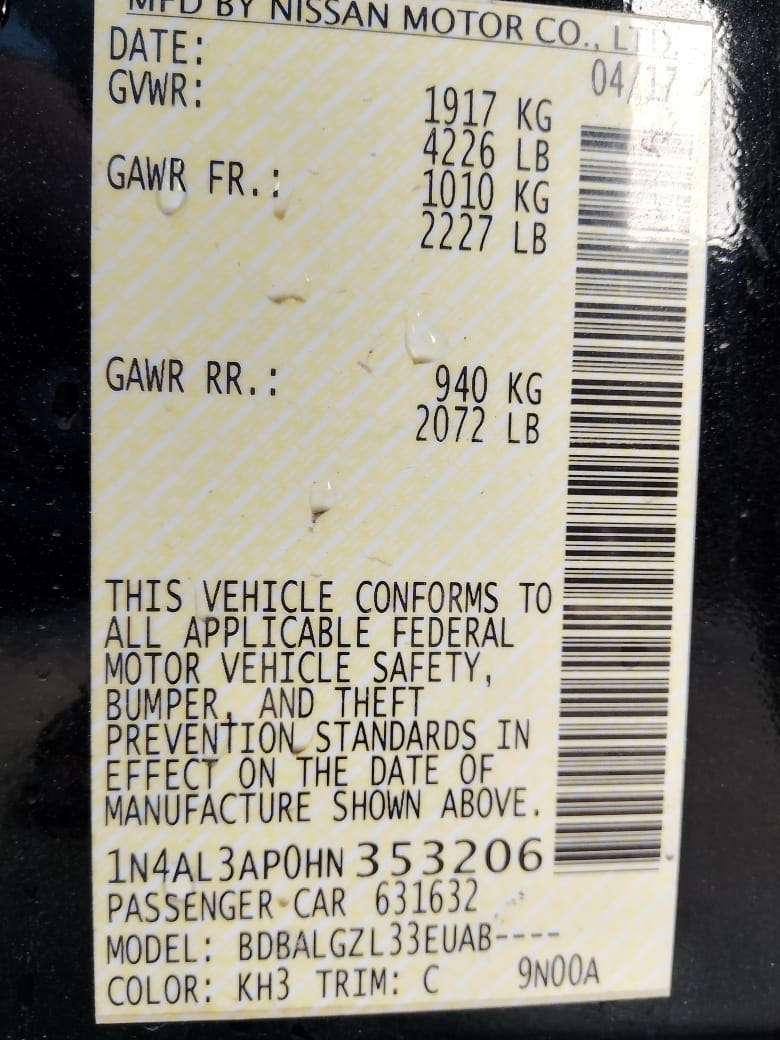 MFD BY NISSAN MOTOR CO., LTD.
DATE: 04/17
GVWR: 1917 KG
4226 LB
GAWR FR.: 1010 KG
2227 LB
GAWR RR.: 940 KG
2072 LB
THIS VEHICLE CONFORMS TO
ALL APPLICABLE FEDERAL
MOTOR VEHICLE SAFETY,
BUMPER, AND THEFT
PREVENTION STANDARDS IN
EFFECT ON THE DATE OF
MANUFACTURE SHOWN ABOVE.
1N4AL3AP0HN353206
PASSENGER CAR 631632
MODEL: BDBALGZL33EUAB----
COLOR: KH3 TRIM: C 9N00A